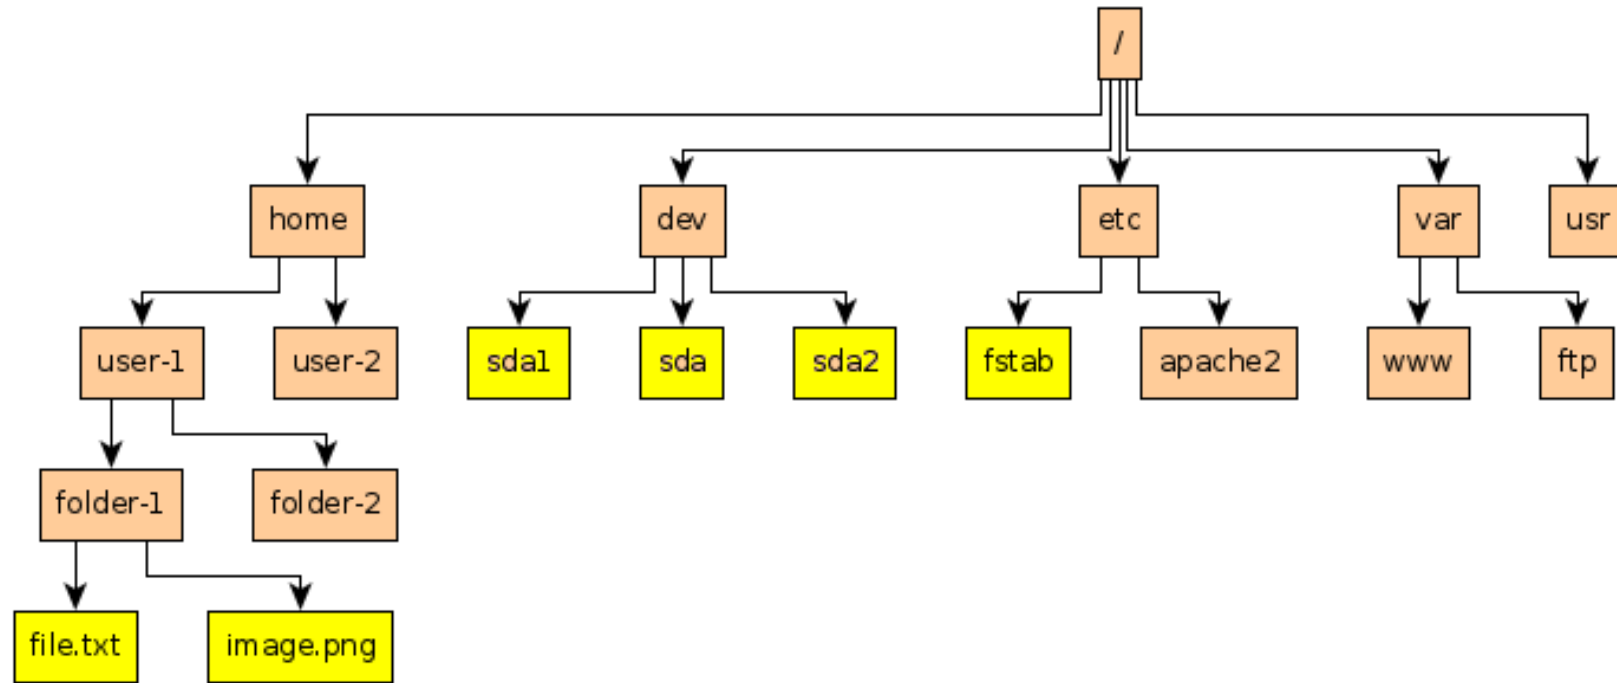 /
home
dev
etc
var
usr
user-1
user-2
sda1
sda
sda2
fstab
apache2
www
ftp
folder-1
folder-2
file.txt
image.png